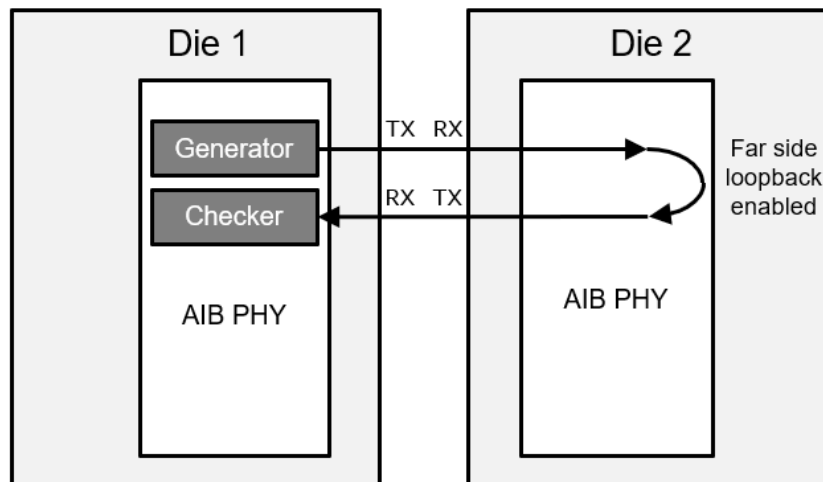 Die 1
Die 2
Generator
TX RX
Far side
loopback
enabled
Checker
RX TX
AIB PHY
AIB PHY